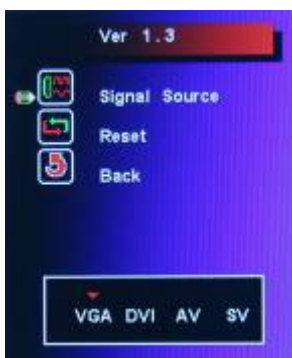 Ver 1.3
Signal Source
Reset
Back
VGA DVI AV SV